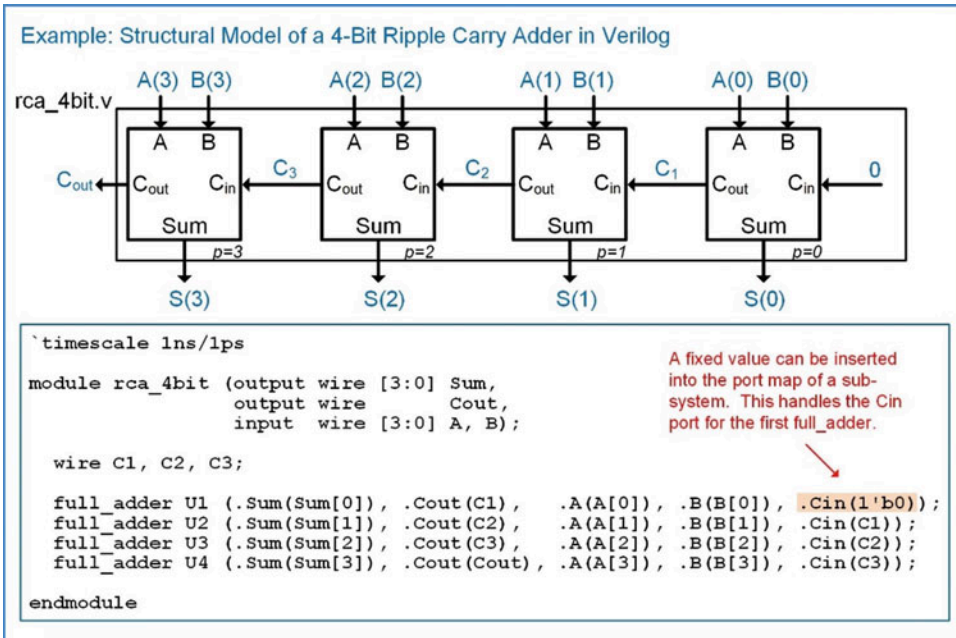 Example: Structural Model of a 4-Bit Ripple Carry Adder in Verilog
A(3) B(3) A(2) B(2) A(1) B(1) A(0) B(0)
rca_4bit.v
A B A B A B A B
Cout Cout Cin C3 Cout Cin C2 Cout Cin C1 Cout Cin 0
Sum Sum Sum Sum
p=3 p=2 p=1 p=0
S(3) S(2) S(1) S(0)
`timescale 1ns/1ps
A fixed value can be inserted
into the port map of a sub-
system. This handles the Cin
port for the first full_adder.
module rca_4bit (output wire [3:0] Sum,
output wire Cout,
input wire [3:0] A, B);
wire C1, C2, C3;
full_adder U1 (.Sum(Sum[0]), .Cout(C1), .A(A[0]), .B(B[0]), .Cin(1'b0));
full_adder U2 (.Sum(Sum[1]), .Cout(C2), .A(A[1]), .B(B[1]), .Cin(C1));
full_adder U3 (.Sum(Sum[2]), .Cout(C3), .A(A[2]), .B(B[2]), .Cin(C2));
full_adder U4 (.Sum(Sum[3]), .Cout(Cout), .A(A[3]), .B(B[3]), .Cin(C3));
endmodule